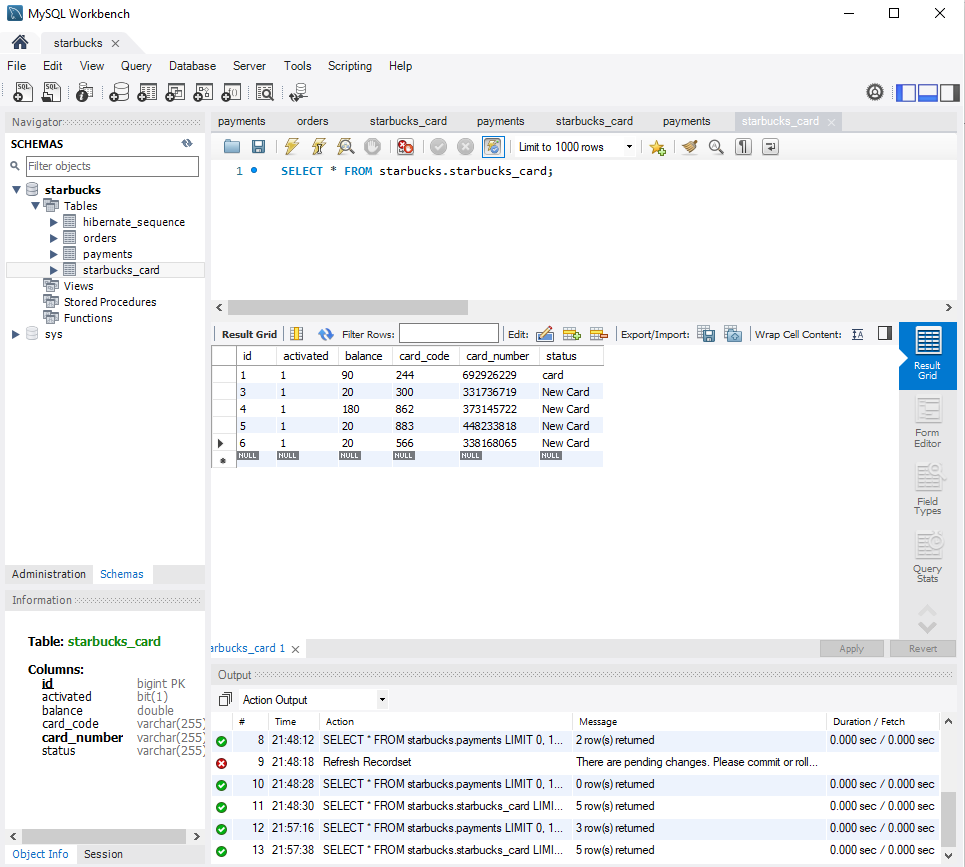 MySQL Workbench
starbucks
File Edit View Query Database Server Tools Scripting Help
Navigator
SCHEMAS
Filter objects
starbucks
Tables
hibernate_sequence
orders
payments
starbucks_card
Views
Stored Procedures
Functions
sys
Administration Schemas
Information
Table: starbucks_card
Columns:
id bigint PK
activated bit(1)
balance double
card_code varchar(255)
card_number varchar(255)
status varchar(255)
Object Info Session
payments orders starbucks_card payments starbucks_card payments starbucks_card
Limit to 1000 rows
1 SELECT * FROM starbucks.starbucks_card;
Result Grid Filter Rows: Edit: Export/Import: Wrap Cell Content:
id activated balance card_code card_number status
1 1 90 244 692926229 card
3 1 20 300 331736719 New Card
4 1 180 862 373145722 New Card
5 1 20 883 448233818 New Card
6 1 20 566 338168065 New Card
NULL NULL NULL NULL NULL NULL
Result
Grid
Form
Editor
Field
Types
Query
Stats
arbucks_card 1
Apply Revert
Output
Action Output
# Time Action Message Duration / Fetch
8 21:48:12 SELECT * FROM starbucks.payments LIMIT 0, 1... 2 row(s) returned 0.000 sec / 0.000 sec
9 21:48:18 Refresh Recordset There are pending changes. Please commit or roll...
10 21:48:28 SELECT * FROM starbucks.payments LIMIT 0, 1... 0 row(s) returned 0.000 sec / 0.000 sec
11 21:48:30 SELECT * FROM starbucks.starbucks_card LIMI... 5 row(s) returned 0.000 sec / 0.000 sec
12 21:57:16 SELECT * FROM starbucks.payments LIMIT 0, 1... 3 row(s) returned 0.000 sec / 0.000 sec
13 21:57:38 SELECT * FROM starbucks.starbucks_card LIMI... 5 row(s) returned 0.000 sec / 0.000 sec